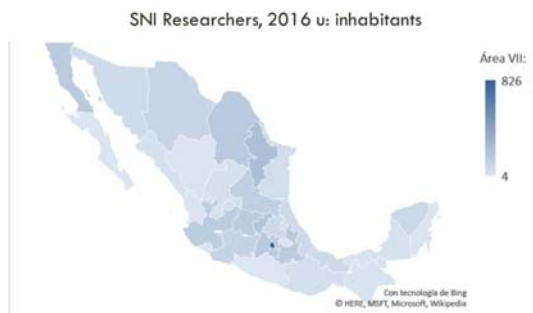 SNI Researchers, 2016 u: inhabitants
Área VII:
826
4
Con tecnología de Bing
© HERE, MSFT, Microsoft, Wikipedia